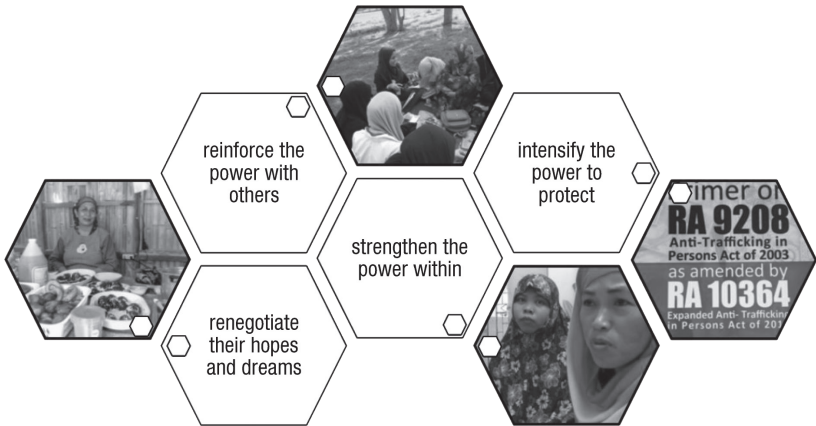 reinforce the
power with
others
intensify the
power to
protect
strengthen the
power within
renegotiate
their hopes
and dreams
RA 9208
Anti-Trafficking in
Persons Act of 2003
as amended by
RA 10364
Expanded Anti- Trafficking
in Persons Act of